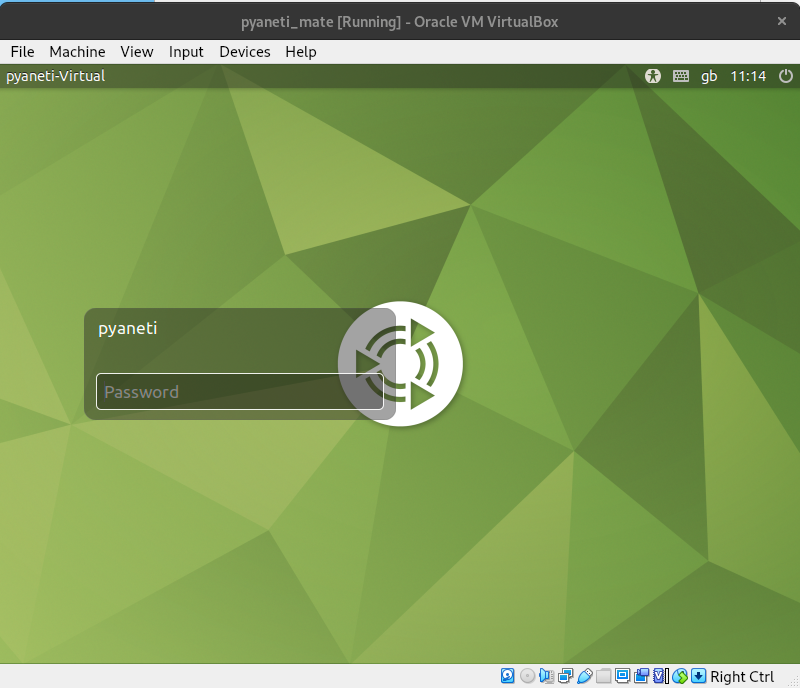 pyaneti_mate [Running] - Oracle VM VirtualBox
File Machine View Input Devices Help
pyaneti-Virtual gb 11:14
pyaneti
Password
Right Ctrl